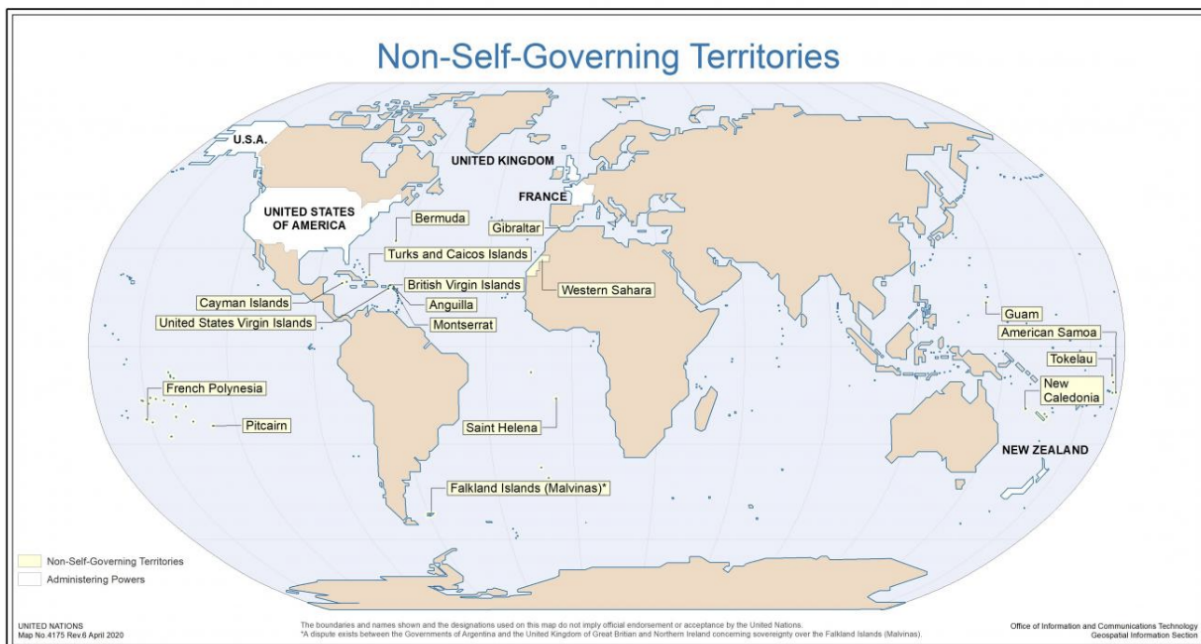 Non-Self-Governing Territories
U.S.A.
UNITED KINGDOM
FRANCE
UNITED STATES
OF AMERICA
Bermuda
Gibraltar
Turks and Caicos Islands
British Virgin Islands
Western Sahara
Cayman Islands
Anguilla
Guam
United States Virgin Islands
Montserrat
American Samoa
Tokelau
French Polynesia
New
Caledonia
Pitcairn
Saint Helena
NEW ZEALAND
Falkland Islands (Malvinas)*
Non-Self-Governing Territories
Administering Powers
UNITED NATIONS
Map No.4175 Rev.6 April 2020
The boundaries and names shown and the designations used on this map do not imply official endorsement or acceptance by the United Nations.
*A dispute exists between the Governments of Argentina and the United Kingdom of Great Britian and Northern Ireland concerning sovereignty over the Falkland Islands (Malvinas).
Office of Information and Communications Technology
Geospatial Information Section